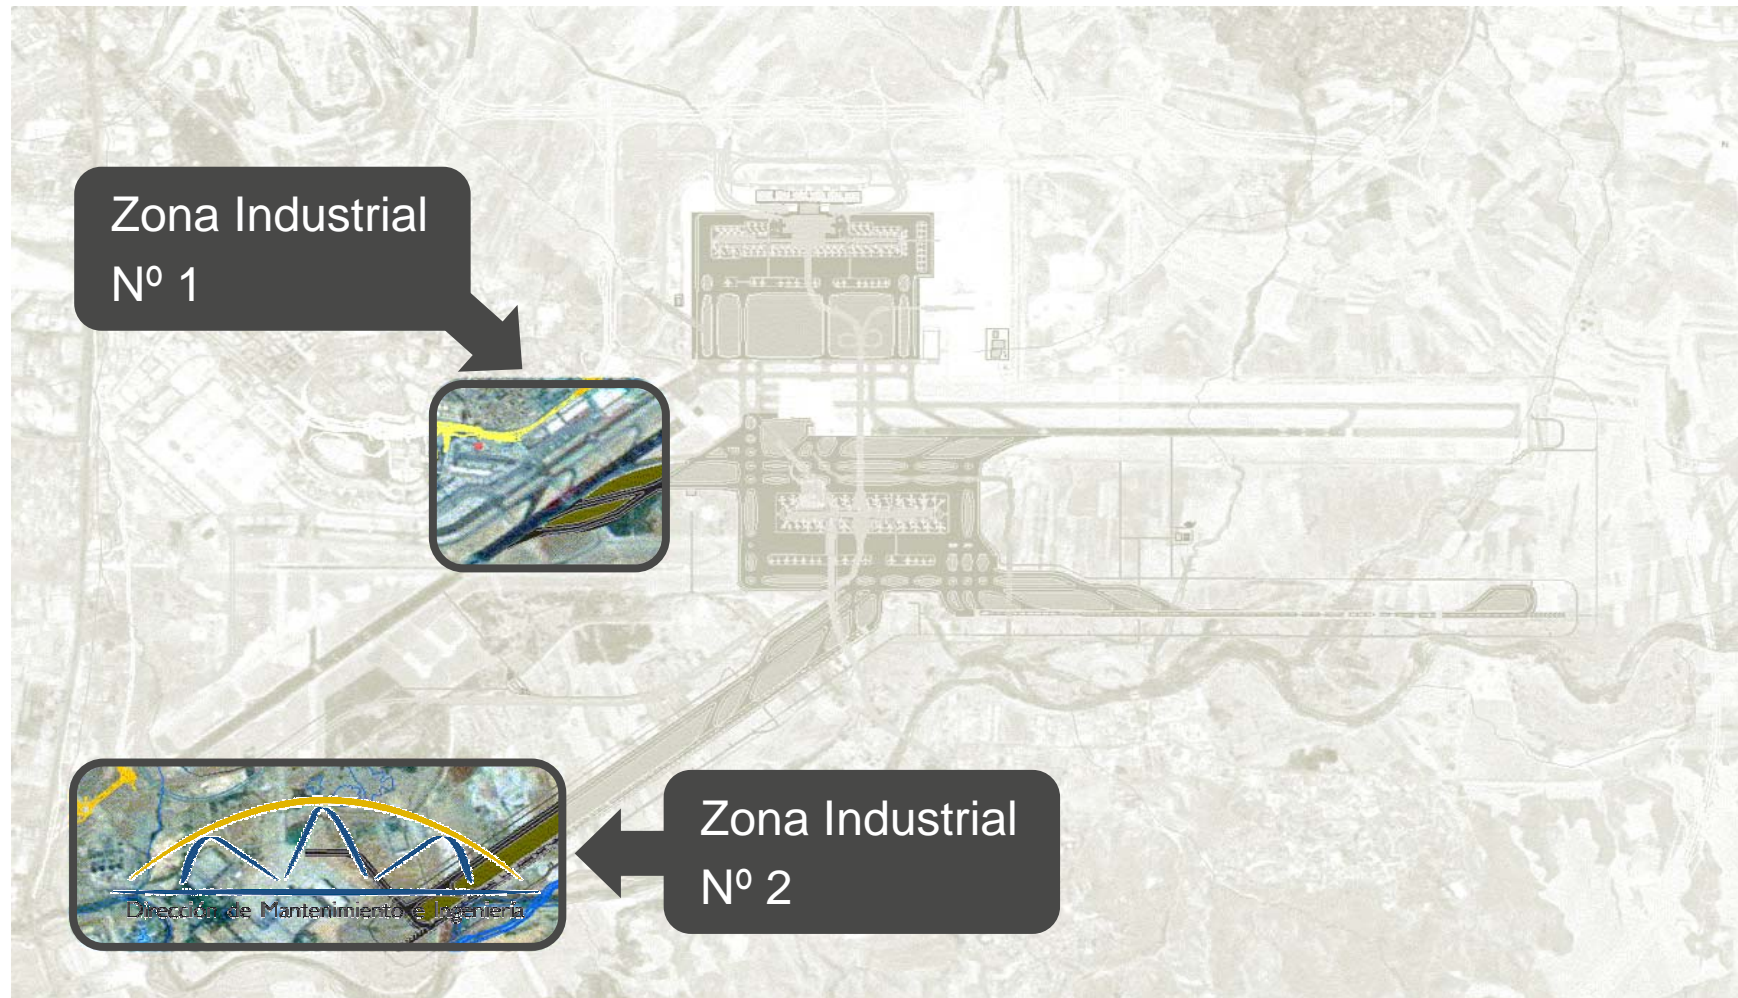 Zona Industrial
Nº 1
Zona Industrial
Nº 2
Dirección de Mantenimiento e Ingeniería